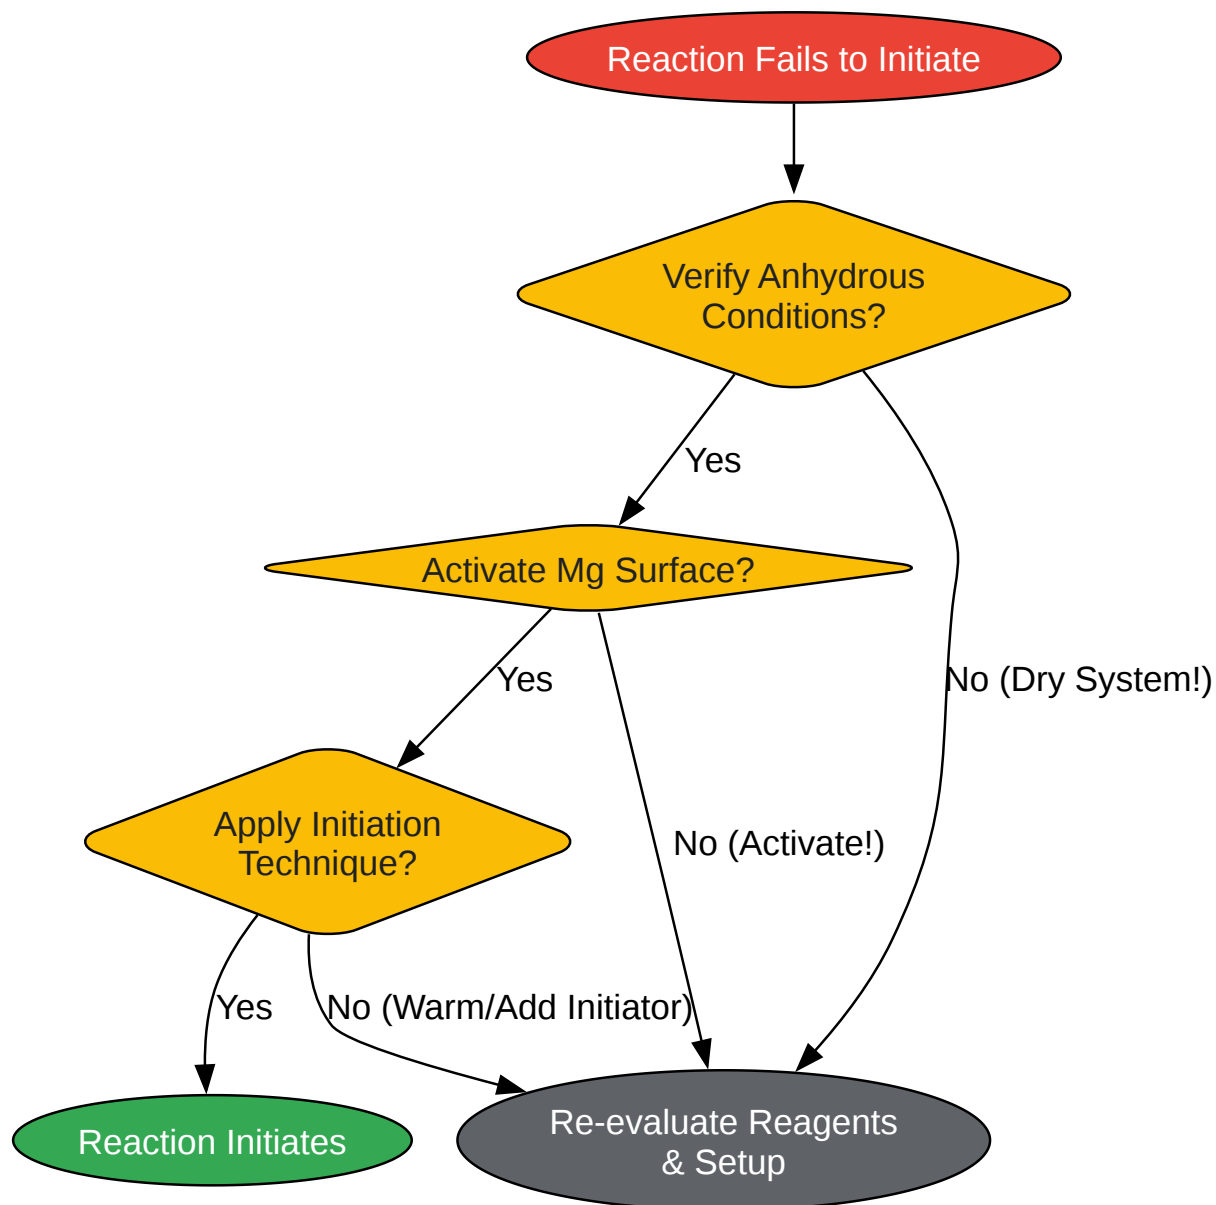 Reaction Fails to Initiate
Verify Anhydrous
Conditions?
Yes
Activate Mg Surface?
Yes
No (Dry System!)
Apply Initiation
Technique?
No (Activate!)
Yes
No (Warm/Add Initiator)
Reaction Initiates
Re-evaluate Reagents
& Setup